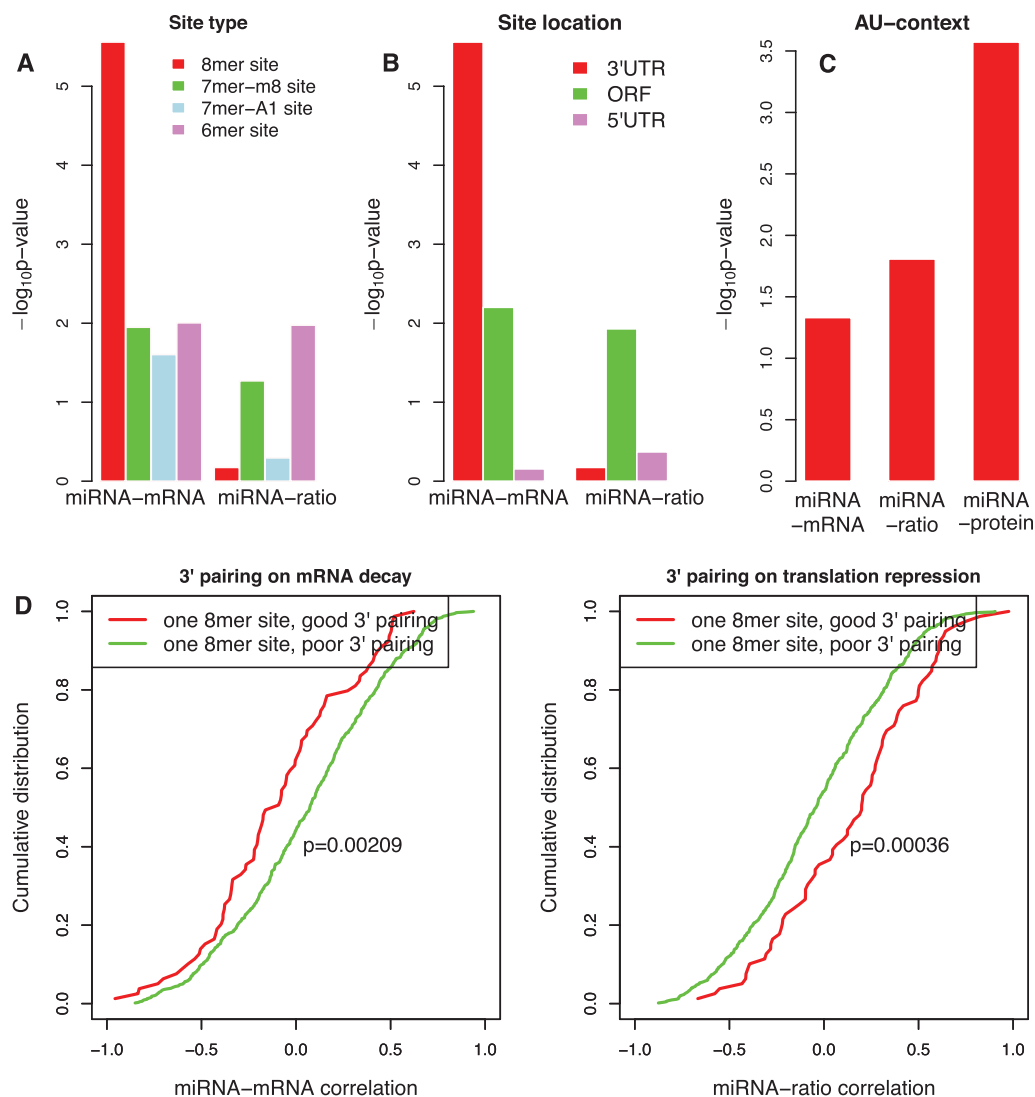 Site type
A
8mer site
7mer−m8 site
7mer−A1 site
6mer site
−log10p−value
0
1
2
3
4
5
miRNA−mRNA
miRNA−ratio
Site location
B
3'UTR
ORF
5'UTR
−log10p−value
0
1
2
3
4
5
miRNA−mRNA
miRNA−ratio
AU−context
C
−log10p−value
0.0
0.5
1.0
1.5
2.0
2.5
3.0
3.5
miRNA
−mRNA
miRNA
−ratio
miRNA
−protein
D
3' pairing on mRNA decay
one 8mer site, good 3' pairing
one 8mer site, poor 3' pairing
p=0.00209
Cumulative distribution
0.0
0.2
0.4
0.6
0.8
1.0
−1.0
−0.5
0.0
0.5
1.0
miRNA−mRNA correlation
3' pairing on translation repression
one 8mer site, good 3' pairing
one 8mer site, poor 3' pairing
p=0.00036
Cumulative distribution
0.0
0.2
0.4
0.6
0.8
1.0
−1.0
−0.5
0.0
0.5
1.0
miRNA−ratio correlation